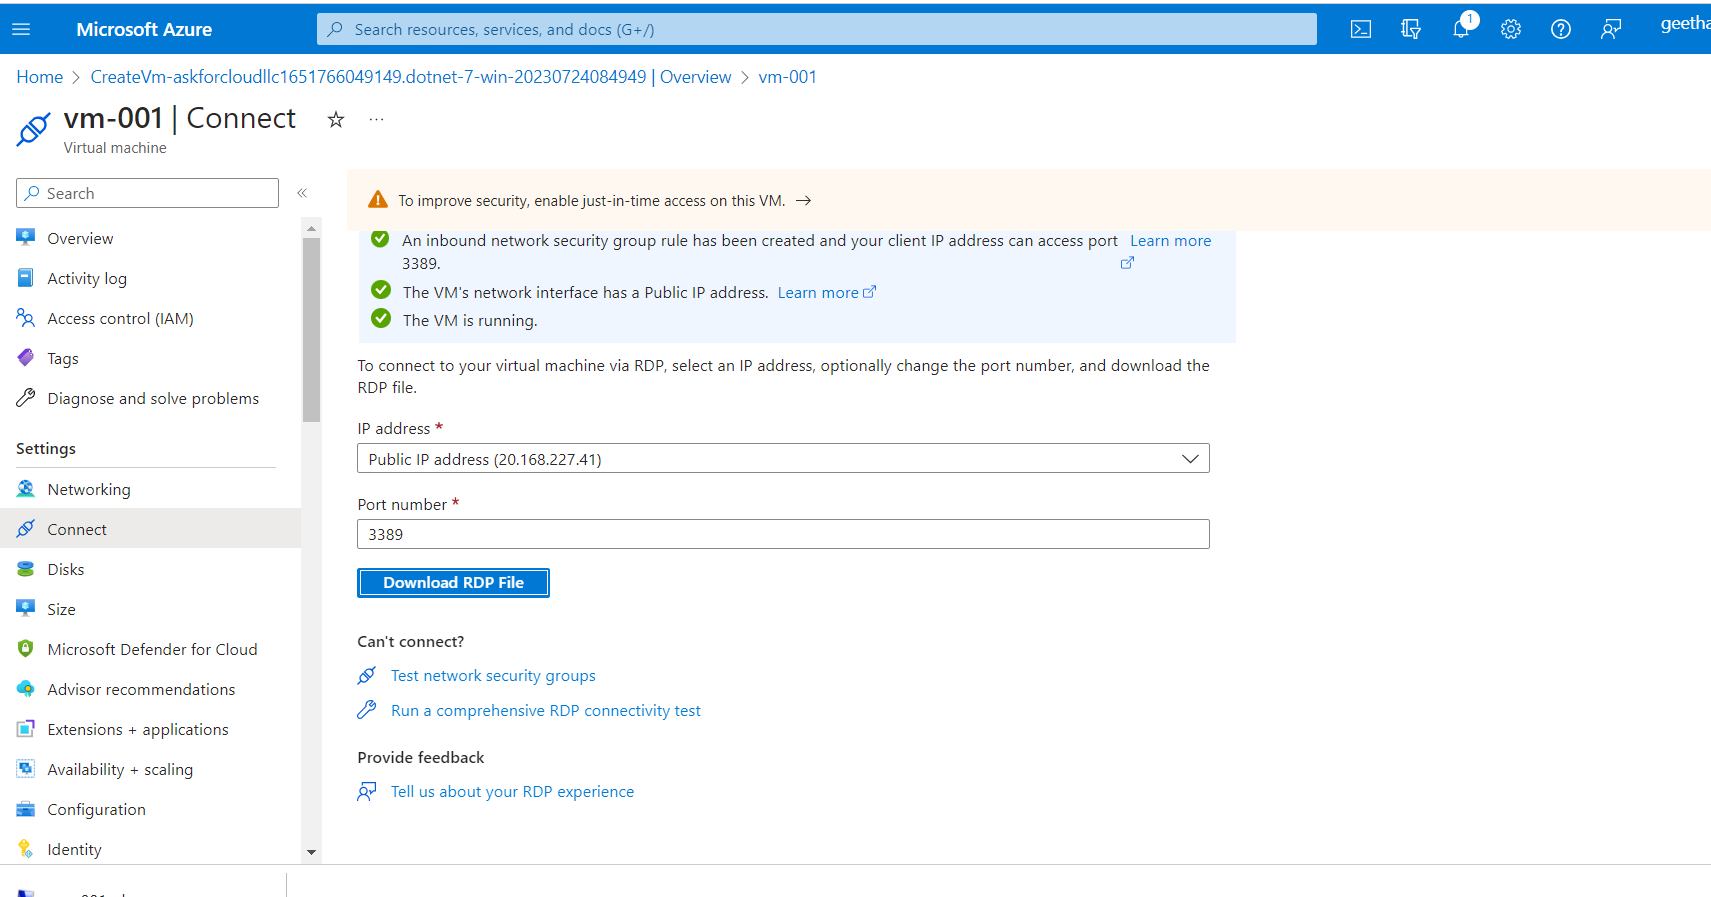 Microsoft Azure
Search resources, services, and docs (G+/)
1
Home > CreateVm-askforcloudllc1651766049149.dotnet-7-win-20230724084949 | Overview > vm-001
vm-001 | Connect
Virtual machine
Search
Overview
Activity log
Access control (IAM)
Tags
Diagnose and solve problems
Settings
Networking
Connect
Disks
Size
Microsoft Defender for Cloud
Advisor recommendations
Extensions + applications
Availability + scaling
Configuration
Identity
To improve security, enable just-in-time access on this VM. →
An inbound network security group rule has been created and your client IP address can access port 3389. Learn more
The VM's network interface has a Public IP address. Learn more
The VM is running.
To connect to your virtual machine via RDP, select an IP address, optionally change the port number, and download the
RDP file.
IP address *
Public IP address (20.168.227.41)
Port number *
3389
Download RDP File
Can't connect?
Test network security groups
Run a comprehensive RDP connectivity test
Provide feedback
Tell us about your RDP experience